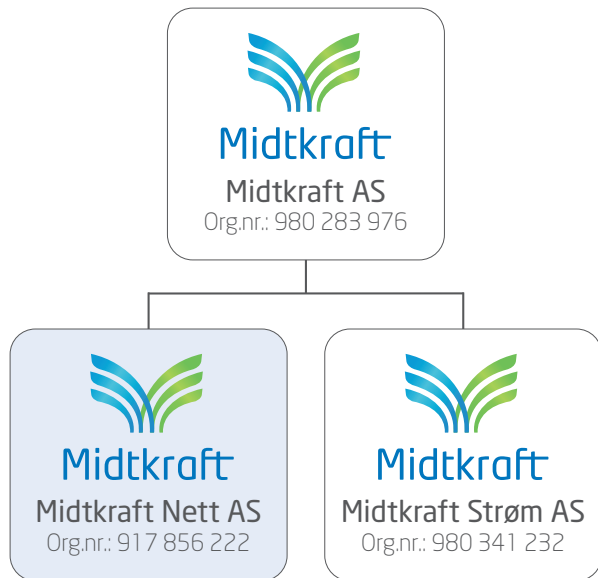 Midtkraft
Midtkraft AS
Org.nr.: 980 283 976
Midtkraft
Midtkraft Nett AS
Org.nr.: 917 856 222
Midtkraft
Midtkraft Strøm AS
Org.nr.: 980 341 232